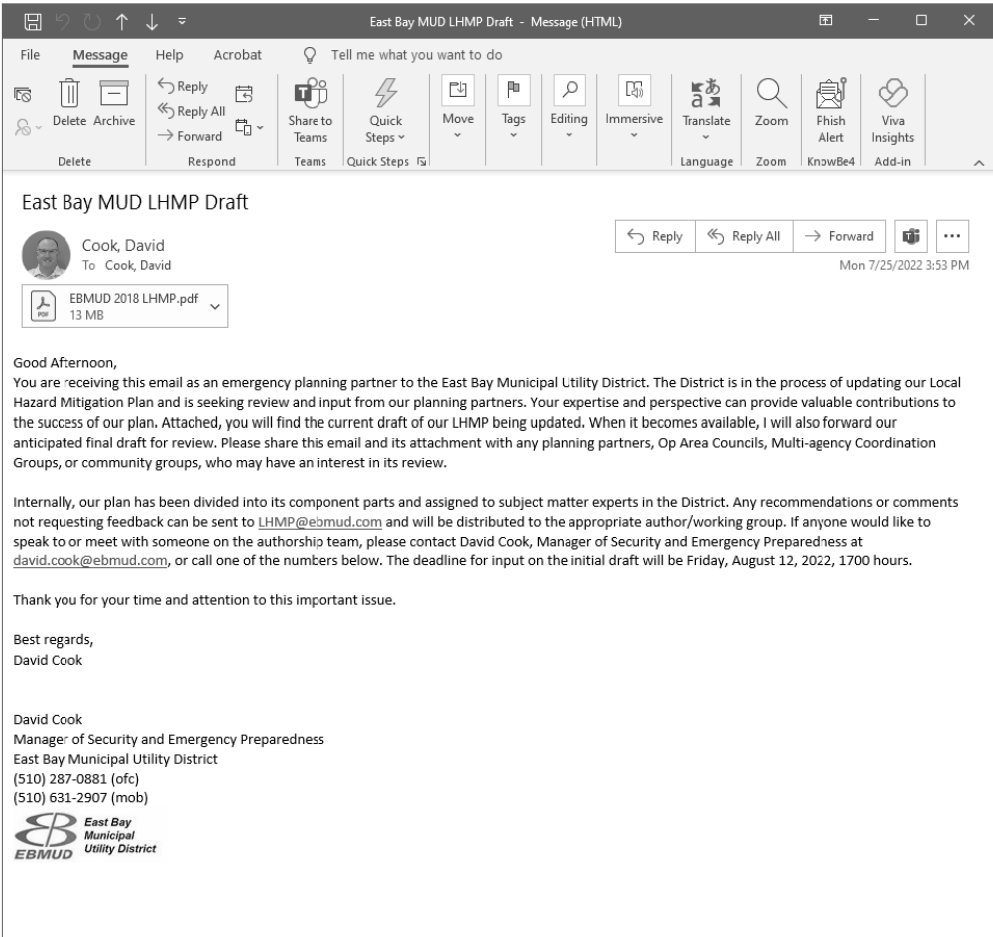 East Bay MUD LHMP Draft - Message (HTML)
File Message Help Acrobat Tell me what you want to do
Delete Archive
Reply
Reply All
Forward
Share to Teams
Quick Steps
Move
Tags
Editing
Immersive
Translate
Zoom
Phish Alert
Viva Insights
Delete Respond Teams Quick Steps Language Zoom KnowBe4 Add-in
East Bay MUD LHMP Draft
Cook, David
To Cook, David
Reply Reply All Forward
Mon 7/25/2022 3:53 PM
PDF
EBMUD 2018 LHMP.pdf
13 MB
Good Afternoon,
You are receiving this email as an emergency planning partner to the East Bay Municipal Utility District. The District is in the process of updating our Local
Hazard Mitigation Plan and is seeking review and input from our planning partners. Your expertise and perspective can provide valuable contributions to
the success of our plan. Attached, you will find the current draft of our LHMP being updated. When it becomes available, I will also forward our
anticipated final draft for review. Please share this email and its attachment with any planning partners, Op Area Councils, Multi-agency Coordination
Groups, or community groups, who may have an interest in its review.
Internally, our plan has been divided into its component parts and assigned to subject matter experts in the District. Any recommendations or comments
not requesting feedback can be sent to LHMP@ebmud.com and will be distributed to the appropriate author/working group. If anyone would like to
speak to or meet with someone on the authorship team, please contact David Cook, Manager of Security and Emergency Preparedness at
david.cook@ebmud.com, or call one of the numbers below. The deadline for input on the initial draft will be Friday, August 12, 2022, 1700 hours.
Thank you for your time and attention to this important issue.
Best regards,
David Cook
David Cook
Manager of Security and Emergency Preparedness
East Bay Municipal Utility District
(510) 287-0881 (ofc)
(510) 631-2907 (mob)
East Bay
Municipal
Utility District
EBMUD